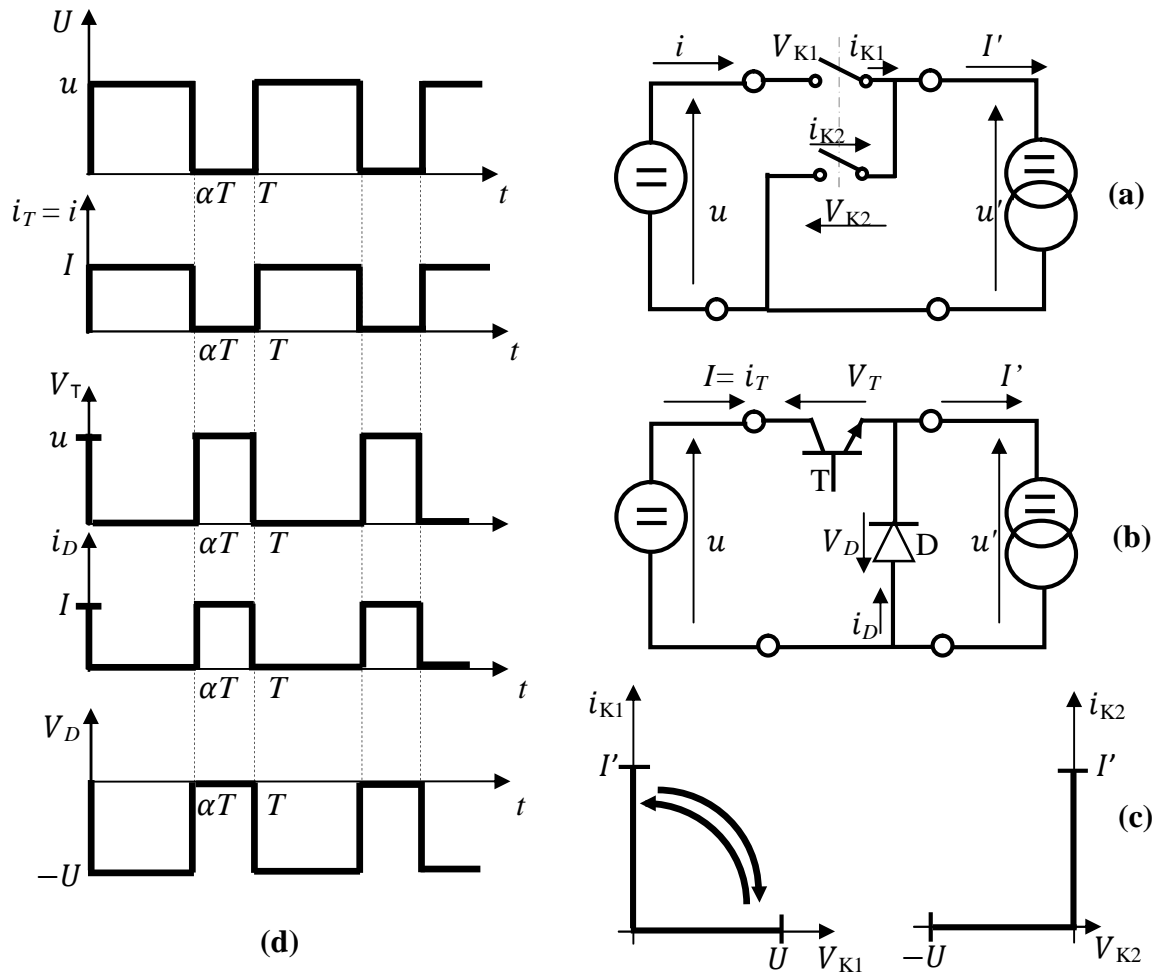 U
u
αT T t
i_T = i
I
αT T t
V_T
u
αT T t
i_D
I
αT T t
V_D
αT T t
−U
(d)
i V_K1 i_K1 I'
i_K2
u V_K2 u' (a)
I= i_T V_T I'
T
u V_D D u' (b)
i_D
i_K1 i_K2
I' I'
(c)
U V_K1 −U V_K2